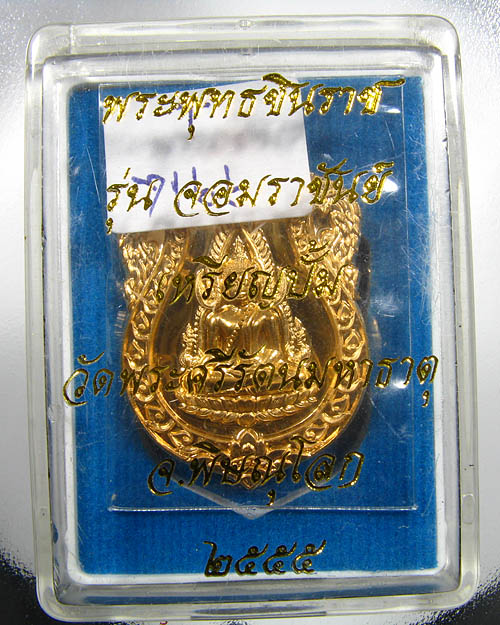 พระพุทธชินราช
รุ่น จอมราชันย์
เหรียญปั๊ม
วัดพระศรีรัตนมหาธาตุ
จ.พิษณุโลก
๒๕๕๕